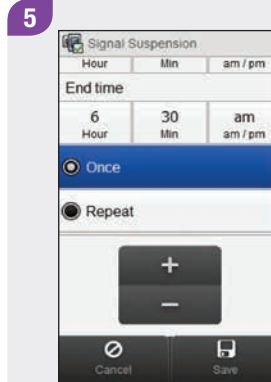 5
Signal Suspension
Hour Min am / pm
End time
6 30 am
Hour Min am / pm
Once
Repeat
+
−
Cancel Save